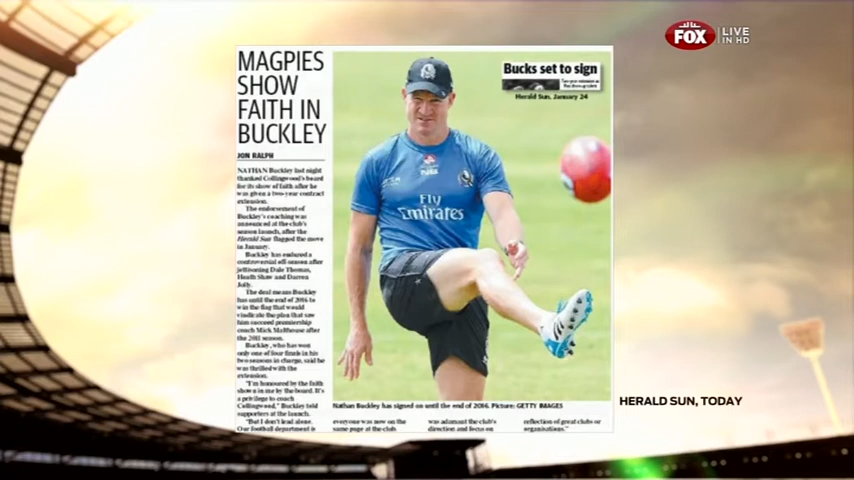 FOX
LIVE
IN HD
MAGPIES
SHOW
FAITH IN
BUCKLEY
JON RALPH
NATHAN Buckley last night
thanked Collingwood's board
for its show of faith after he
was given a two-year contract
extension.
The endorsement of
Buckley's coaching was
announced at the club's
season launch, after the
Herald Sun flagged the move
in January.
Buckley has endured a
controversial off-season after
jettisoning Dale Thomas,
Heath Shaw and Darren
Jolly.
The deal means Buckley
has until the end of 2016 to
win the flag that would
vindicate the plan that saw
him succeed premiership
coach Mick Malthouse after
the 2011 season.
Buckley, who has won
only one of four finals in his
two seasons in charge, said he
was thrilled with the
extension.
"I'm honoured by the faith
shown in me by the board. It's
a privilege to coach
Collingwood," Buckley told
supporters at the launch.
"But I don't lead alone.
Our football department is
Bucks set to sign
Herald Sun, January 24
Fly
Emirates
Nathan Buckley has signed on until the end of 2016. Picture: GETTY IMAGES
everyone was now on the
same page at the club
was adamant the club's
direction and focus on
reflection of great clubs or
organisations."
HERALD SUN, TODAY